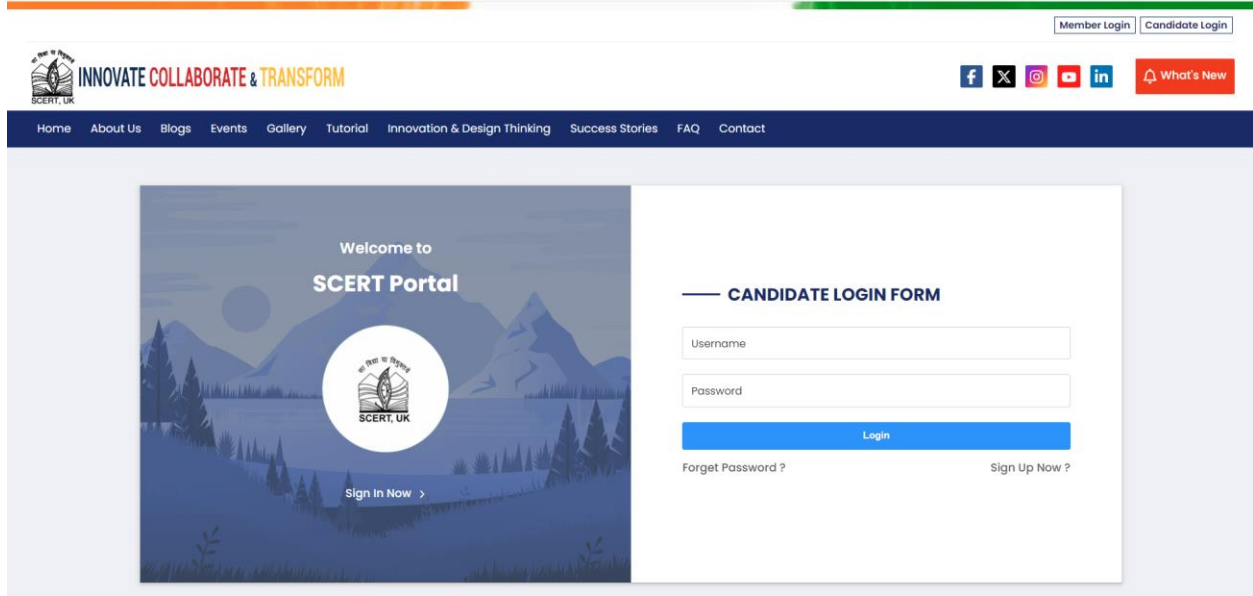 Member Login Candidate Login
सा विद्या या विमुक्तये
SCERT, UK
INNOVATE COLLABORATE & TRANSFORM
What's New
Home About Us Blogs Events Gallery Tutorial Innovation & Design Thinking Success Stories FAQ Contact
Welcome to
SCERT Portal
सा विद्या या विमुक्तये
SCERT, UK
Sign In Now >
CANDIDATE LOGIN FORM
Username
Password
Login
Forget Password ? Sign Up Now ?